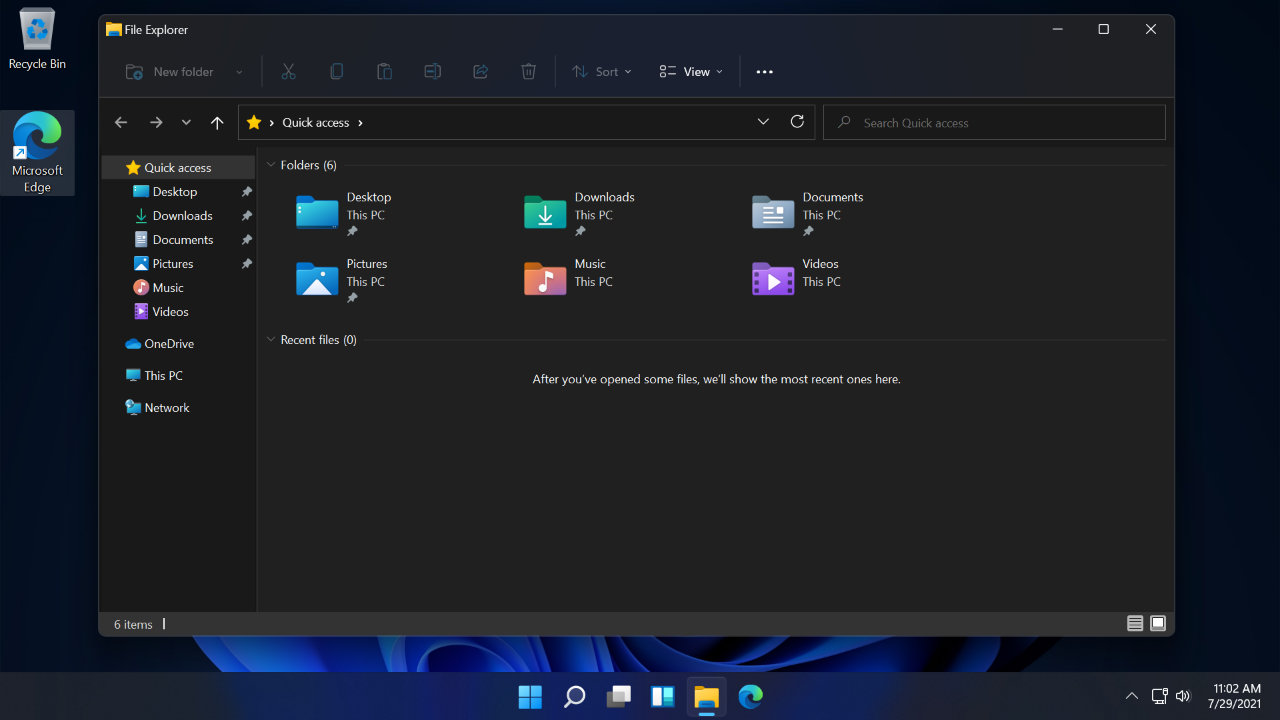 Recycle Bin
Microsoft
Edge
File Explorer
New folder
Sort
View
Quick access
Search Quick access
Quick access
Desktop
Downloads
Documents
Pictures
Music
Videos
OneDrive
This PC
Network
Folders (6)
Desktop
This PC
Downloads
This PC
Documents
This PC
Pictures
This PC
Music
This PC
Videos
This PC
Recent files (0)
After you've opened some files, we'll show the most recent ones here.
6 items
11:02 AM
7/29/2021